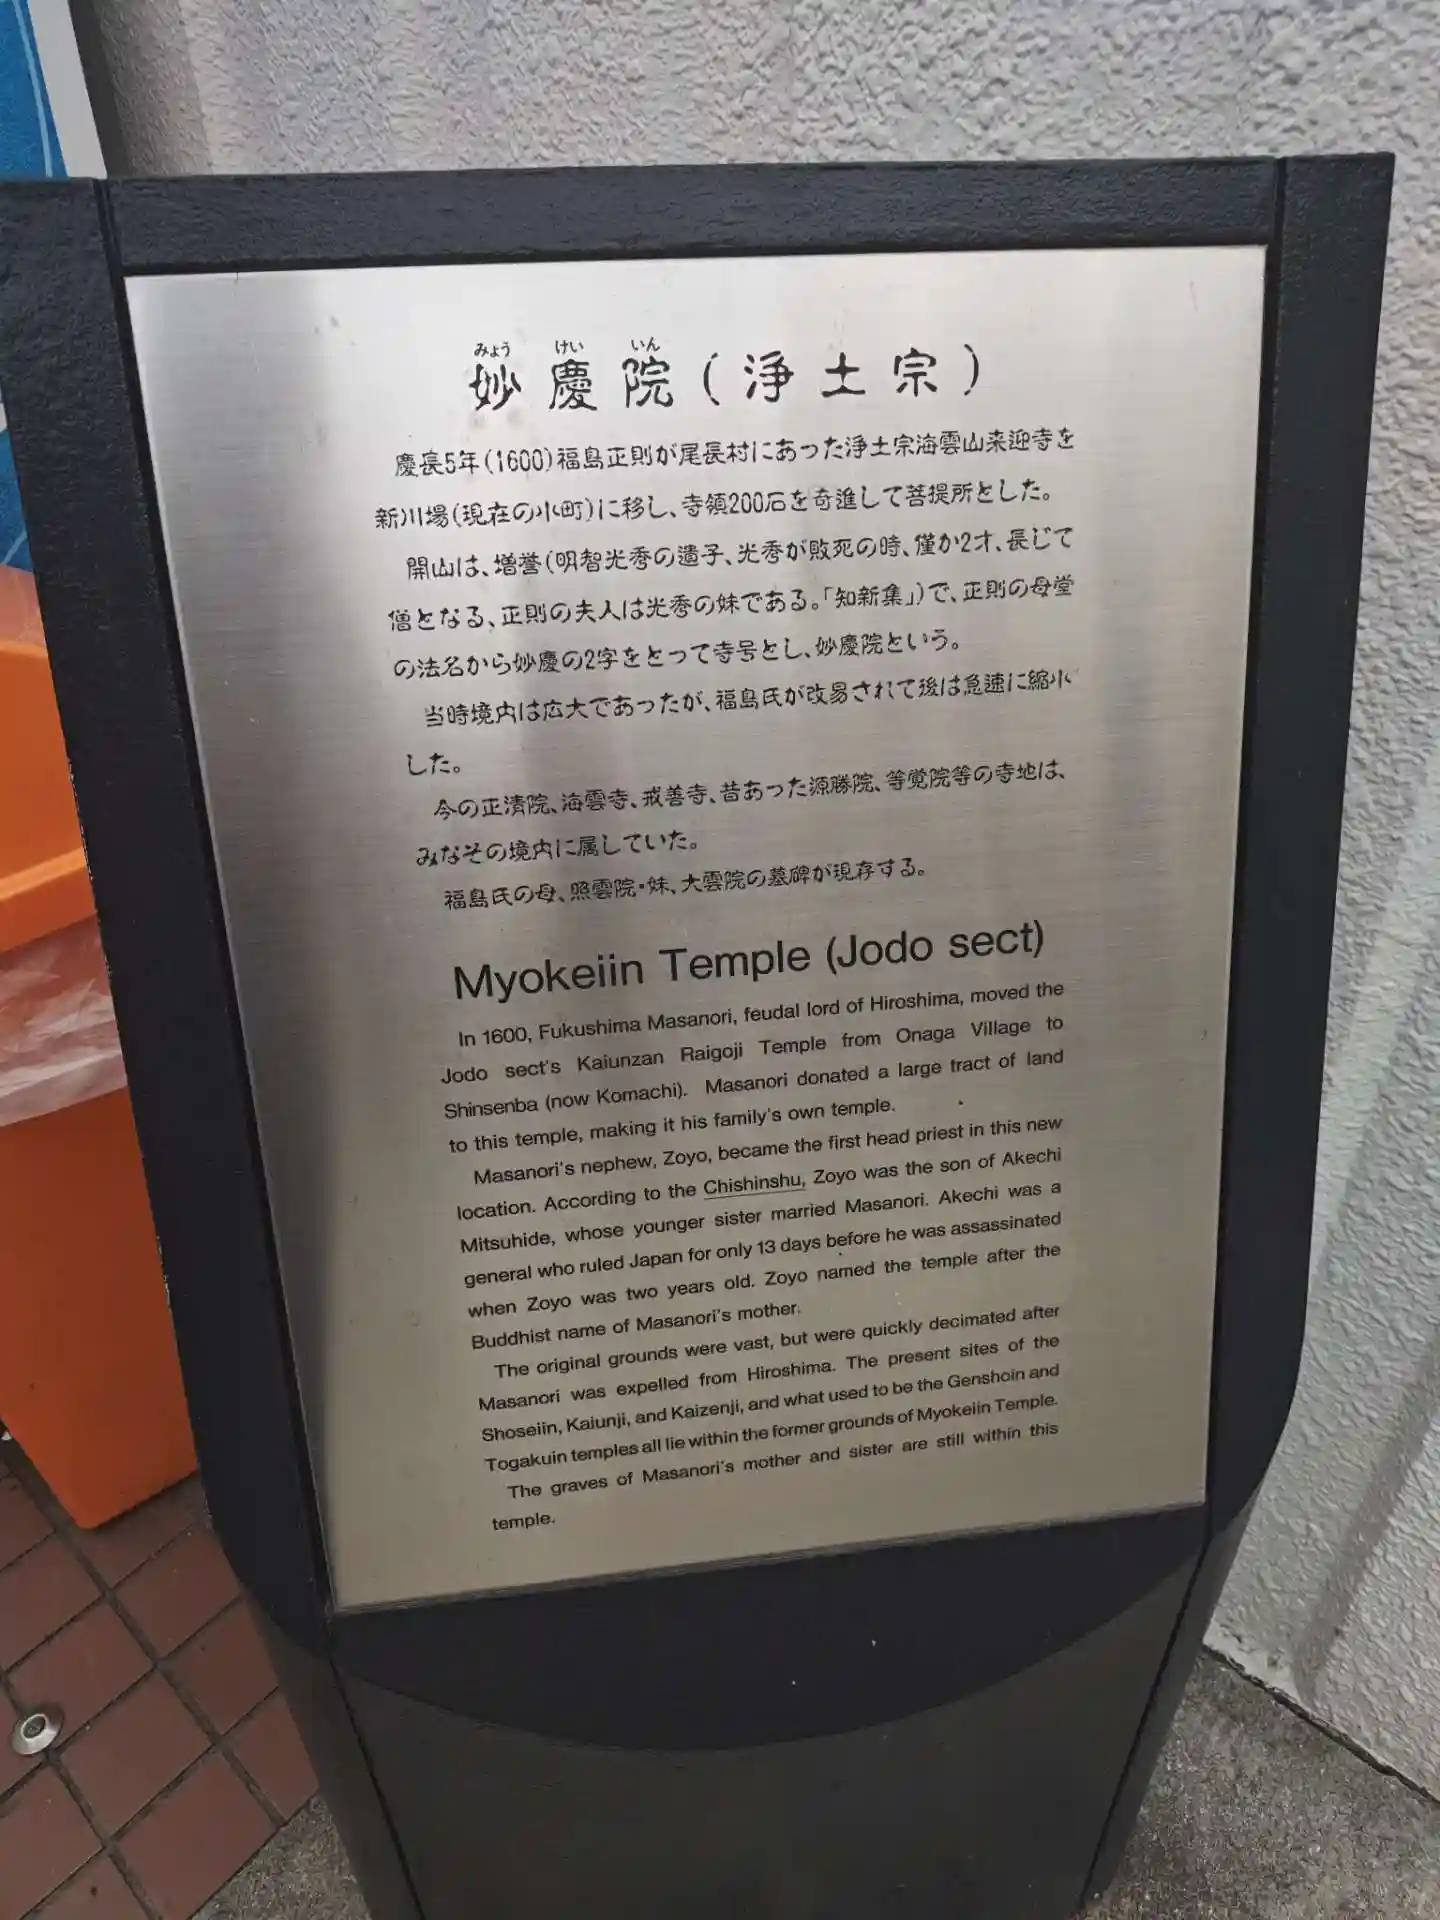 みょう けい いん
妙慶院(浄土宗)
慶長5年(1600)福島正則が尾長村にあった浄土宗海雲山来迎寺を
新川場(現在の小町)に移し、寺領200石を寄進して菩提所とした。
開山は、増誉(明智光秀の遺子、光秀が敗死の時、僅か2才、長じて
僧となる、正則の夫人は光秀の妹である。「知新集」)で、正則の母堂
の法名から妙慶の2字をとって寺号とし、妙慶院という。
当時境内は広大であったが、福島氏が改易されて後は急速に縮小
した。
今の正清院、海雲寺、戒善寺、昔あった源勝院、等覚院等の寺地は、
みなその境内に属していた。
福島氏の母、照雲院・妹、大雲院の墓碑が現存する。
Myokeiin Temple (Jodo sect)
In 1600, Fukushima Masanori, feudal lord of Hiroshima, moved the
Jodo sect's Kaiunzan Raigoji Temple from Onaga Village to
Shinsenba (now Komachi). Masanori donated a large tract of land
to this temple, making it his family's own temple.
Masanori's nephew, Zoyo, became the first head priest in this new
location. According to the Chishinshu, Zoyo was the son of Akechi
Mitsuhide, whose younger sister married Masanori. Akechi was a
general who ruled Japan for only 13 days before he was assassinated
when Zoyo was two years old. Zoyo named the temple after the
Buddhist name of Masanori's mother.
The original grounds were vast, but were quickly decimated after
Masanori was expelled from Hiroshima. The present sites of the
Shoseiin, Kaiunji, and Kaizenji, and what used to be the Genshoin and
Togakuin temples all lie within the former grounds of Myokeiin Temple.
The graves of Masanori's mother and sister are still within this
temple.